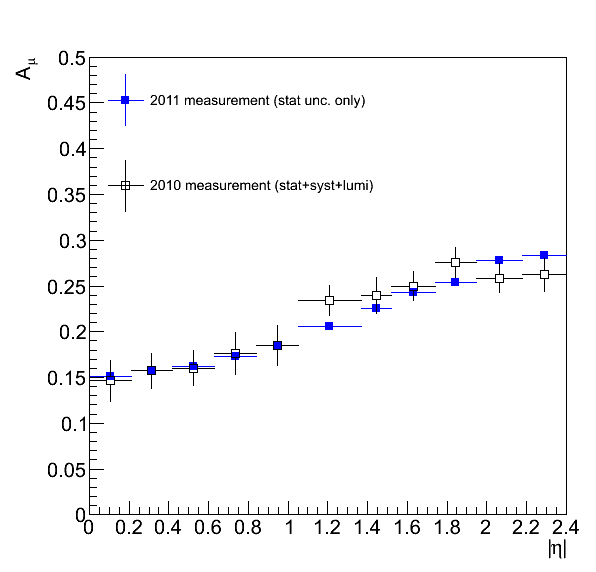 A_μ
0.5
0.45
2011 measurement (stat unc. only)
0.4
0.35
2010 measurement (stat+syst+lumi)
0.3
0.25
0.2
0.15
0.1
0.05
0
0 0.2 0.4 0.6 0.8 1 1.2 1.4 1.6 1.8 2 2.2 2.4
|η|